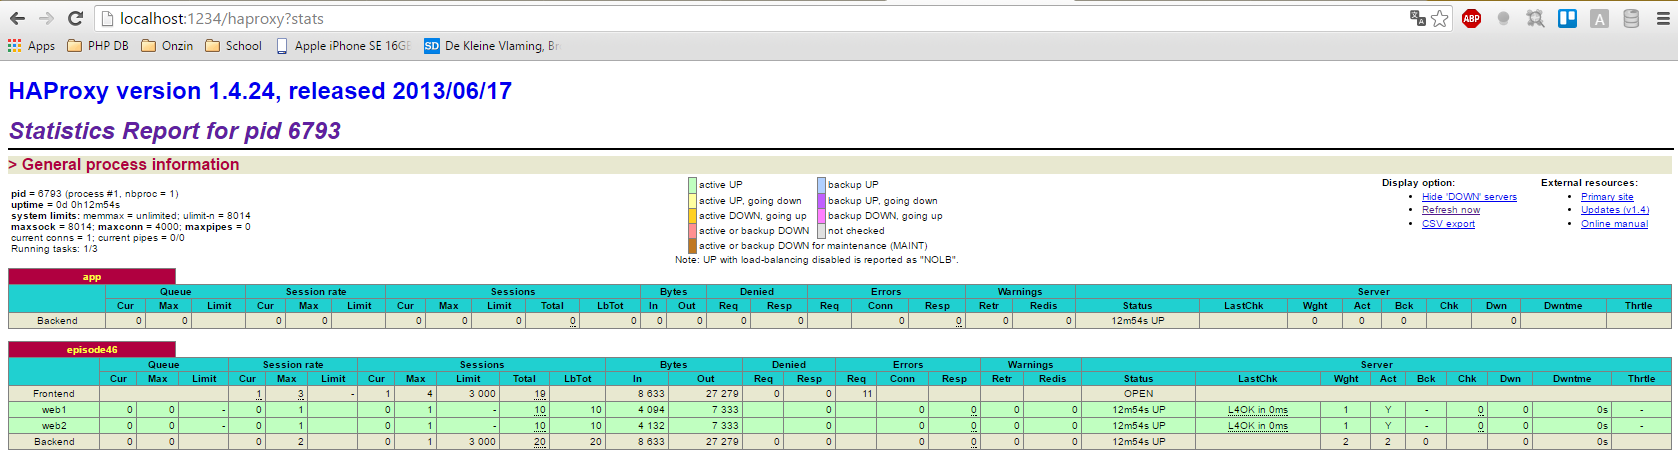 localhost:1234/haproxy?stats
Apps PHP DB Onzin School Apple iPhone SE 16GB SD De Kleine Vlaming, Br
HAProxy version 1.4.24, released 2013/06/17
Statistics Report for pid 6793
> General process information
pid = 6793 (process #1, nbproc = 1)
uptime = 0d 0h12m54s
system limits: memmax = unlimited; ulimit-n = 8014
maxsock = 8014; maxconn = 4000; maxpipes = 0
current conns = 1; current pipes = 0/0
Running tasks: 1/3
active UP backup UP
active UP, going down backup UP, going down
active DOWN, going up backup DOWN, going up
active or backup DOWN not checked
active or backup DOWN for maintenance (MAINT)
Note: UP with load-balancing disabled is reported as "NOLB".
Display option:
Hide 'DOWN' servers
Refresh now
CSV export
External resources:
Primary site
Updates (v1.4)
Online manual
app
Queue Session rate Sessions Bytes Denied Errors Warnings Server
Cur Max Limit Cur Max Limit Cur Max Limit Total LbTot In Out Req Resp Req Conn Resp Retr Redis Status LastChk Wght Act Bck Chk Dwn Dwntme Thrtle
Backend 0 0 0 0 0 0 0 0 0 0 0 0 0 0 0 0 0 12m54s UP 0 0 0 0
episode46
Queue Session rate Sessions Bytes Denied Errors Warnings Server
Cur Max Limit Cur Max Limit Cur Max Limit Total LbTot In Out Req Resp Req Conn Resp Retr Redis Status LastChk Wght Act Bck Chk Dwn Dwntme Thrtle
Frontend 1 3 - 1 4 3 000 19 8 633 27 279 0 0 11 OPEN
web1 0 0 - 0 1 0 1 - 10 10 4 094 7 333 0 0 0 0 0 12m54s UP L4OK in 0ms 1 Y - 0 0 0s -
web2 0 0 - 0 1 0 1 - 10 10 4 132 7 333 0 0 0 0 0 12m54s UP L4OK in 0ms 1 Y - 0 0 0s -
Backend 0 0 0 2 0 1 3 000 20 20 8 633 27 279 0 0 0 0 0 0 12m54s UP 2 2 0 0 0s